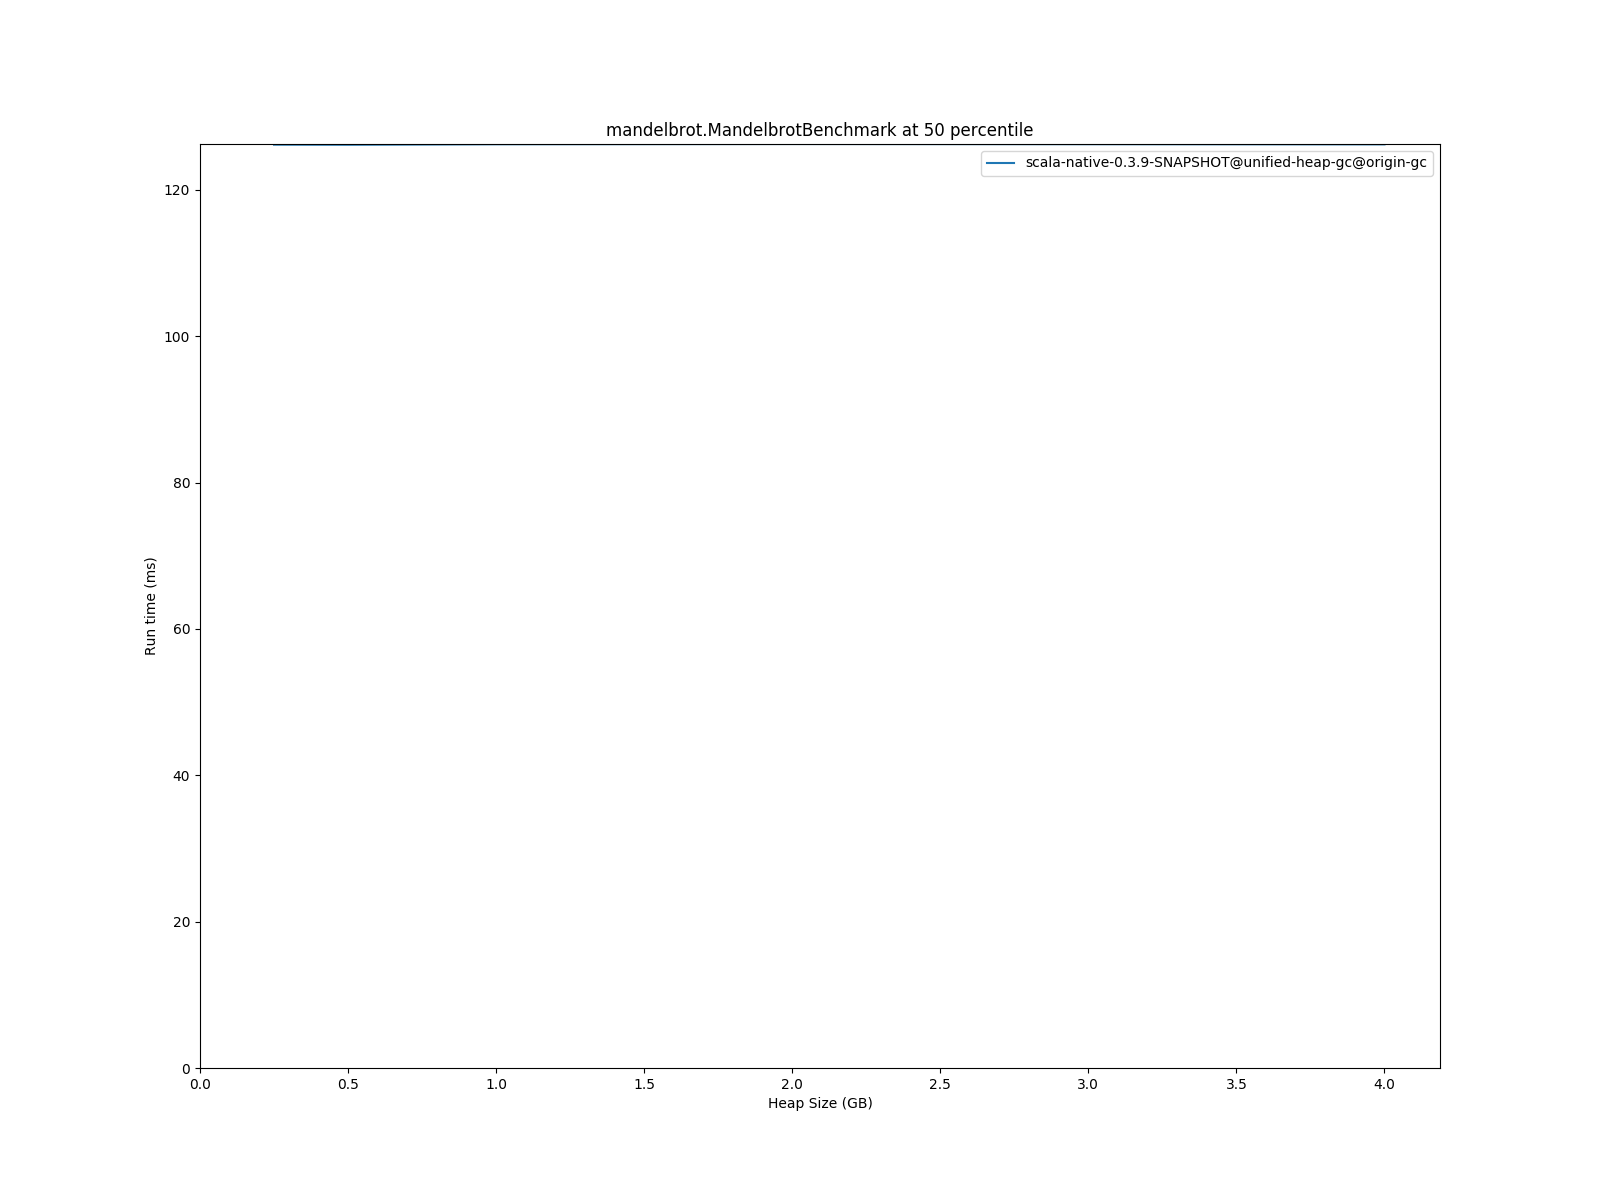 mandelbrot.MandelbrotBenchmark at 50 percentile
scala-native-0.3.9-SNAPSHOT@unified-heap-gc@origin-gc
120
100
80
60
40
20
0
Run time (ms)
0.0 0.5 1.0 1.5 2.0 2.5 3.0 3.5 4.0
Heap Size (GB)